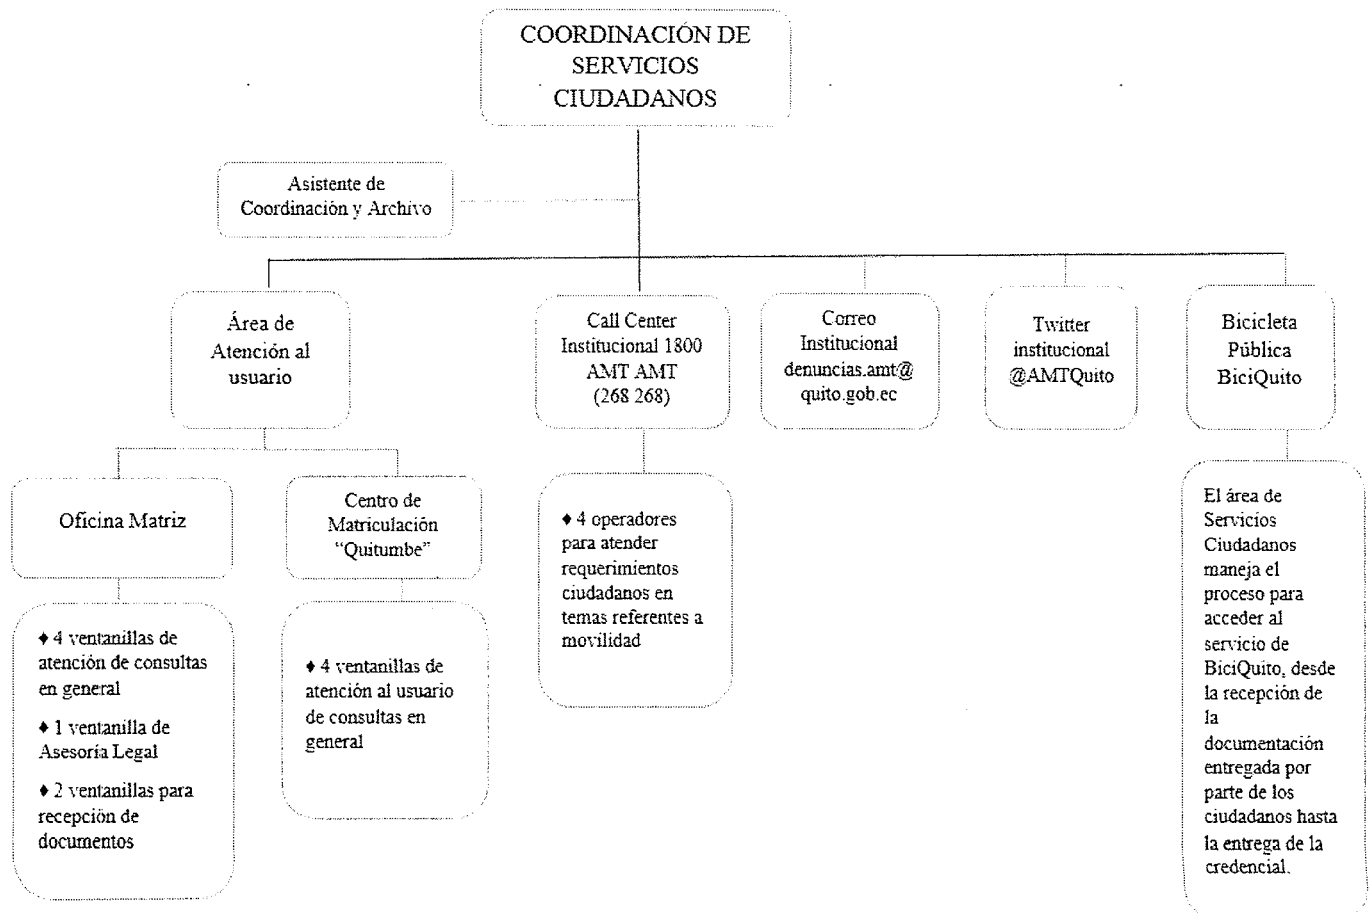 COORDINACIÓN DE
SERVICIOS
CIUDADANOS
Asistente de
Coordinación y Archivo
Área de
Atención al
usuario
Call Center
Institucional 1800
AMT AMT
(268 268)
Correo
Institucional
denuncias.amt@
quito.gob.ec
Twitter
institucional
@AMTQuito
Bicicleta
Pública
BiciQuito
Oficina Matriz
Centro de
Matriculación
“Quitumbe”
♦ 4 ventanillas de
atención de consultas
en general
♦ 1 ventanilla de
Asesoría Legal
♦ 2 ventanillas para
recepción de
documentos
♦ 4 ventanillas de
atención al usuario
de consultas en
general
♦ 4 operadores
para atender
requerimientos
ciudadanos en
temas referentes a
movilidad
El área de
Servicios
Ciudadanos
maneja el
proceso para
acceder al
servicio de
BiciQuito, desde
la recepción de
la
documentación
entregada por
parte de los
ciudadanos hasta
la entrega de la
credencial.